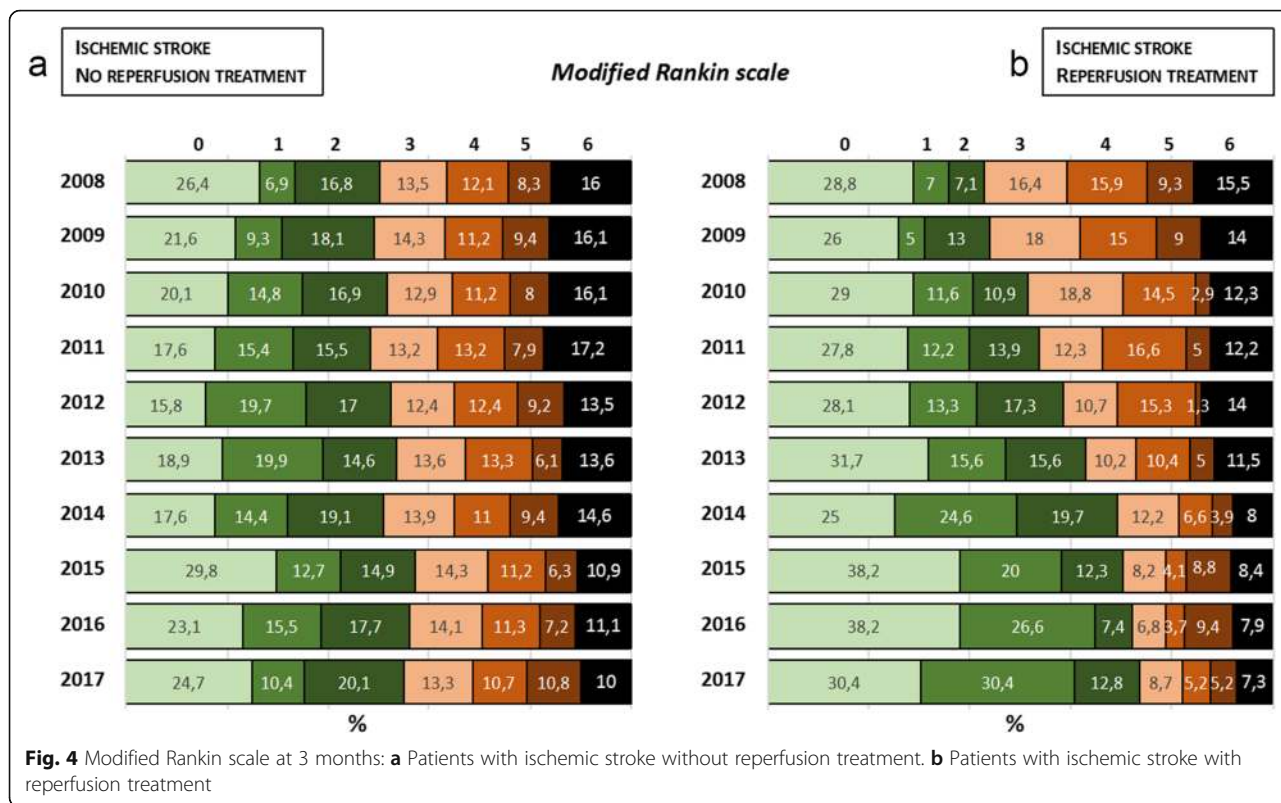 a
ISCHEMIC STROKE
NO REPERFUSION TREATMENT
Modified Rankin scale
b
ISCHEMIC STROKE
REPERFUSION TREATMENT
0 1 2 3 4 5 6
2008 26,4 6,9 16,8 13,5 12,1 8,3 16
2009 21,6 9,3 18,1 14,3 11,2 9,4 16,1
2010 20,1 14,8 16,9 12,9 11,2 8 16,1
2011 17,6 15,4 15,5 13,2 13,2 7,9 17,2
2012 15,8 19,7 17 12,4 12,4 9,2 13,5
2013 18,9 19,9 14,6 13,6 13,3 6,1 13,6
2014 17,6 14,4 19,1 13,9 11 9,4 14,6
2015 29,8 12,7 14,9 14,3 11,2 6,3 10,9
2016 23,1 15,5 17,7 14,1 11,3 7,2 11,1
2017 24,7 10,4 20,1 13,3 10,7 10,8 10
%
0 1 2 3 4 5 6
2008 28,8 7 7,1 16,4 15,9 9,3 15,5
2009 26 5 13 18 15 9 14
2010 29 11,6 10,9 18,8 14,5 2,9 12,3
2011 27,8 12,2 13,9 12,3 16,6 5 12,2
2012 28,1 13,3 17,3 10,7 15,3 1,3 14
2013 31,7 15,6 15,6 10,2 10,4 5 11,5
2014 25 24,6 19,7 12,2 6,6 3,9 8
2015 38,2 20 12,3 8,2 4,1 8,8 8,4
2016 38,2 26,6 7,4 6,8 3,7 9,4 7,9
2017 30,4 30,4 12,8 8,7 5,2 5,2 7,3
%
Fig. 4 Modified Rankin scale at 3 months: a Patients with ischemic stroke without reperfusion treatment. b Patients with ischemic stroke with
reperfusion treatment